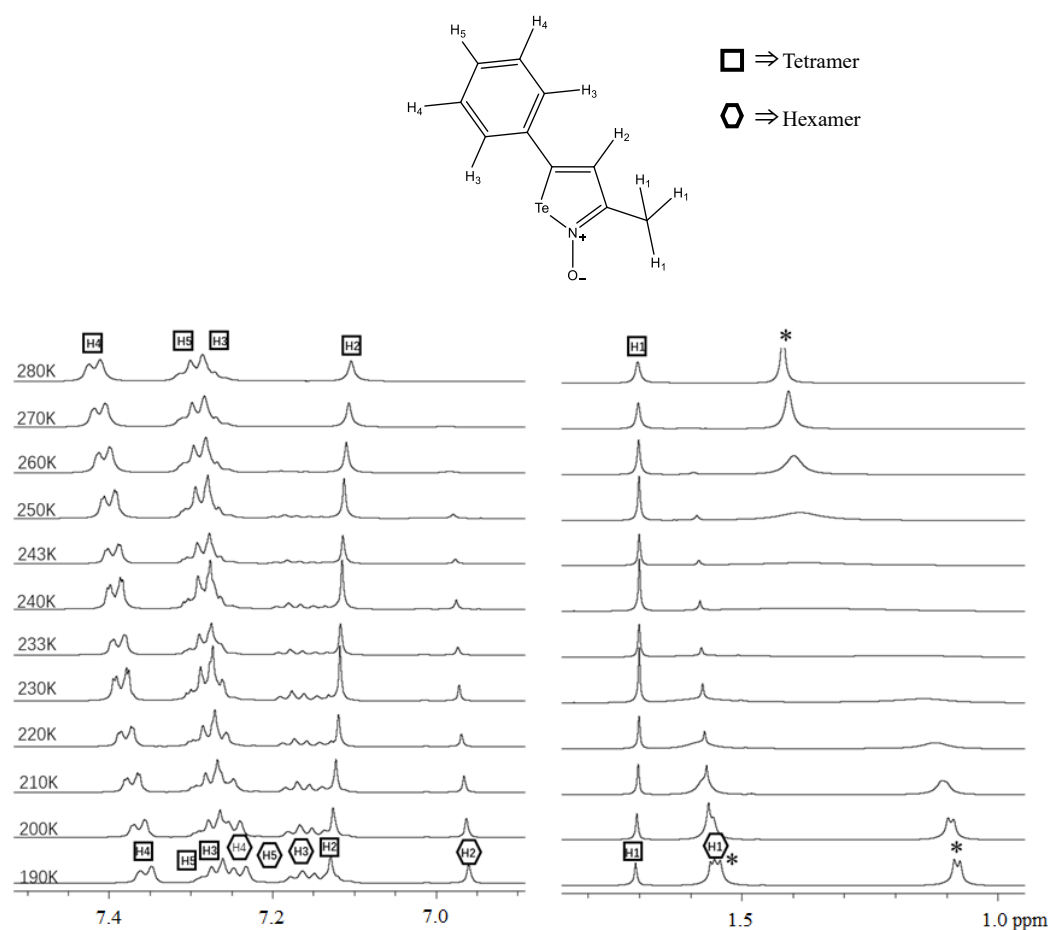 H4
H5
⇒ Tetramer
H4
H3
⇒ Hexamer
H2
H3
H1
H1
Te
N+
H1
O−
H4 H5 H3 H2 H1 *
280K
270K
260K
250K
243K
240K
233K
230K
220K
210K
200K
H4 H5 H3 H4 H5 H3 H2 H2 H1 H1 * *
190K
7.4 7.2 7.0 1.5 1.0 ppm